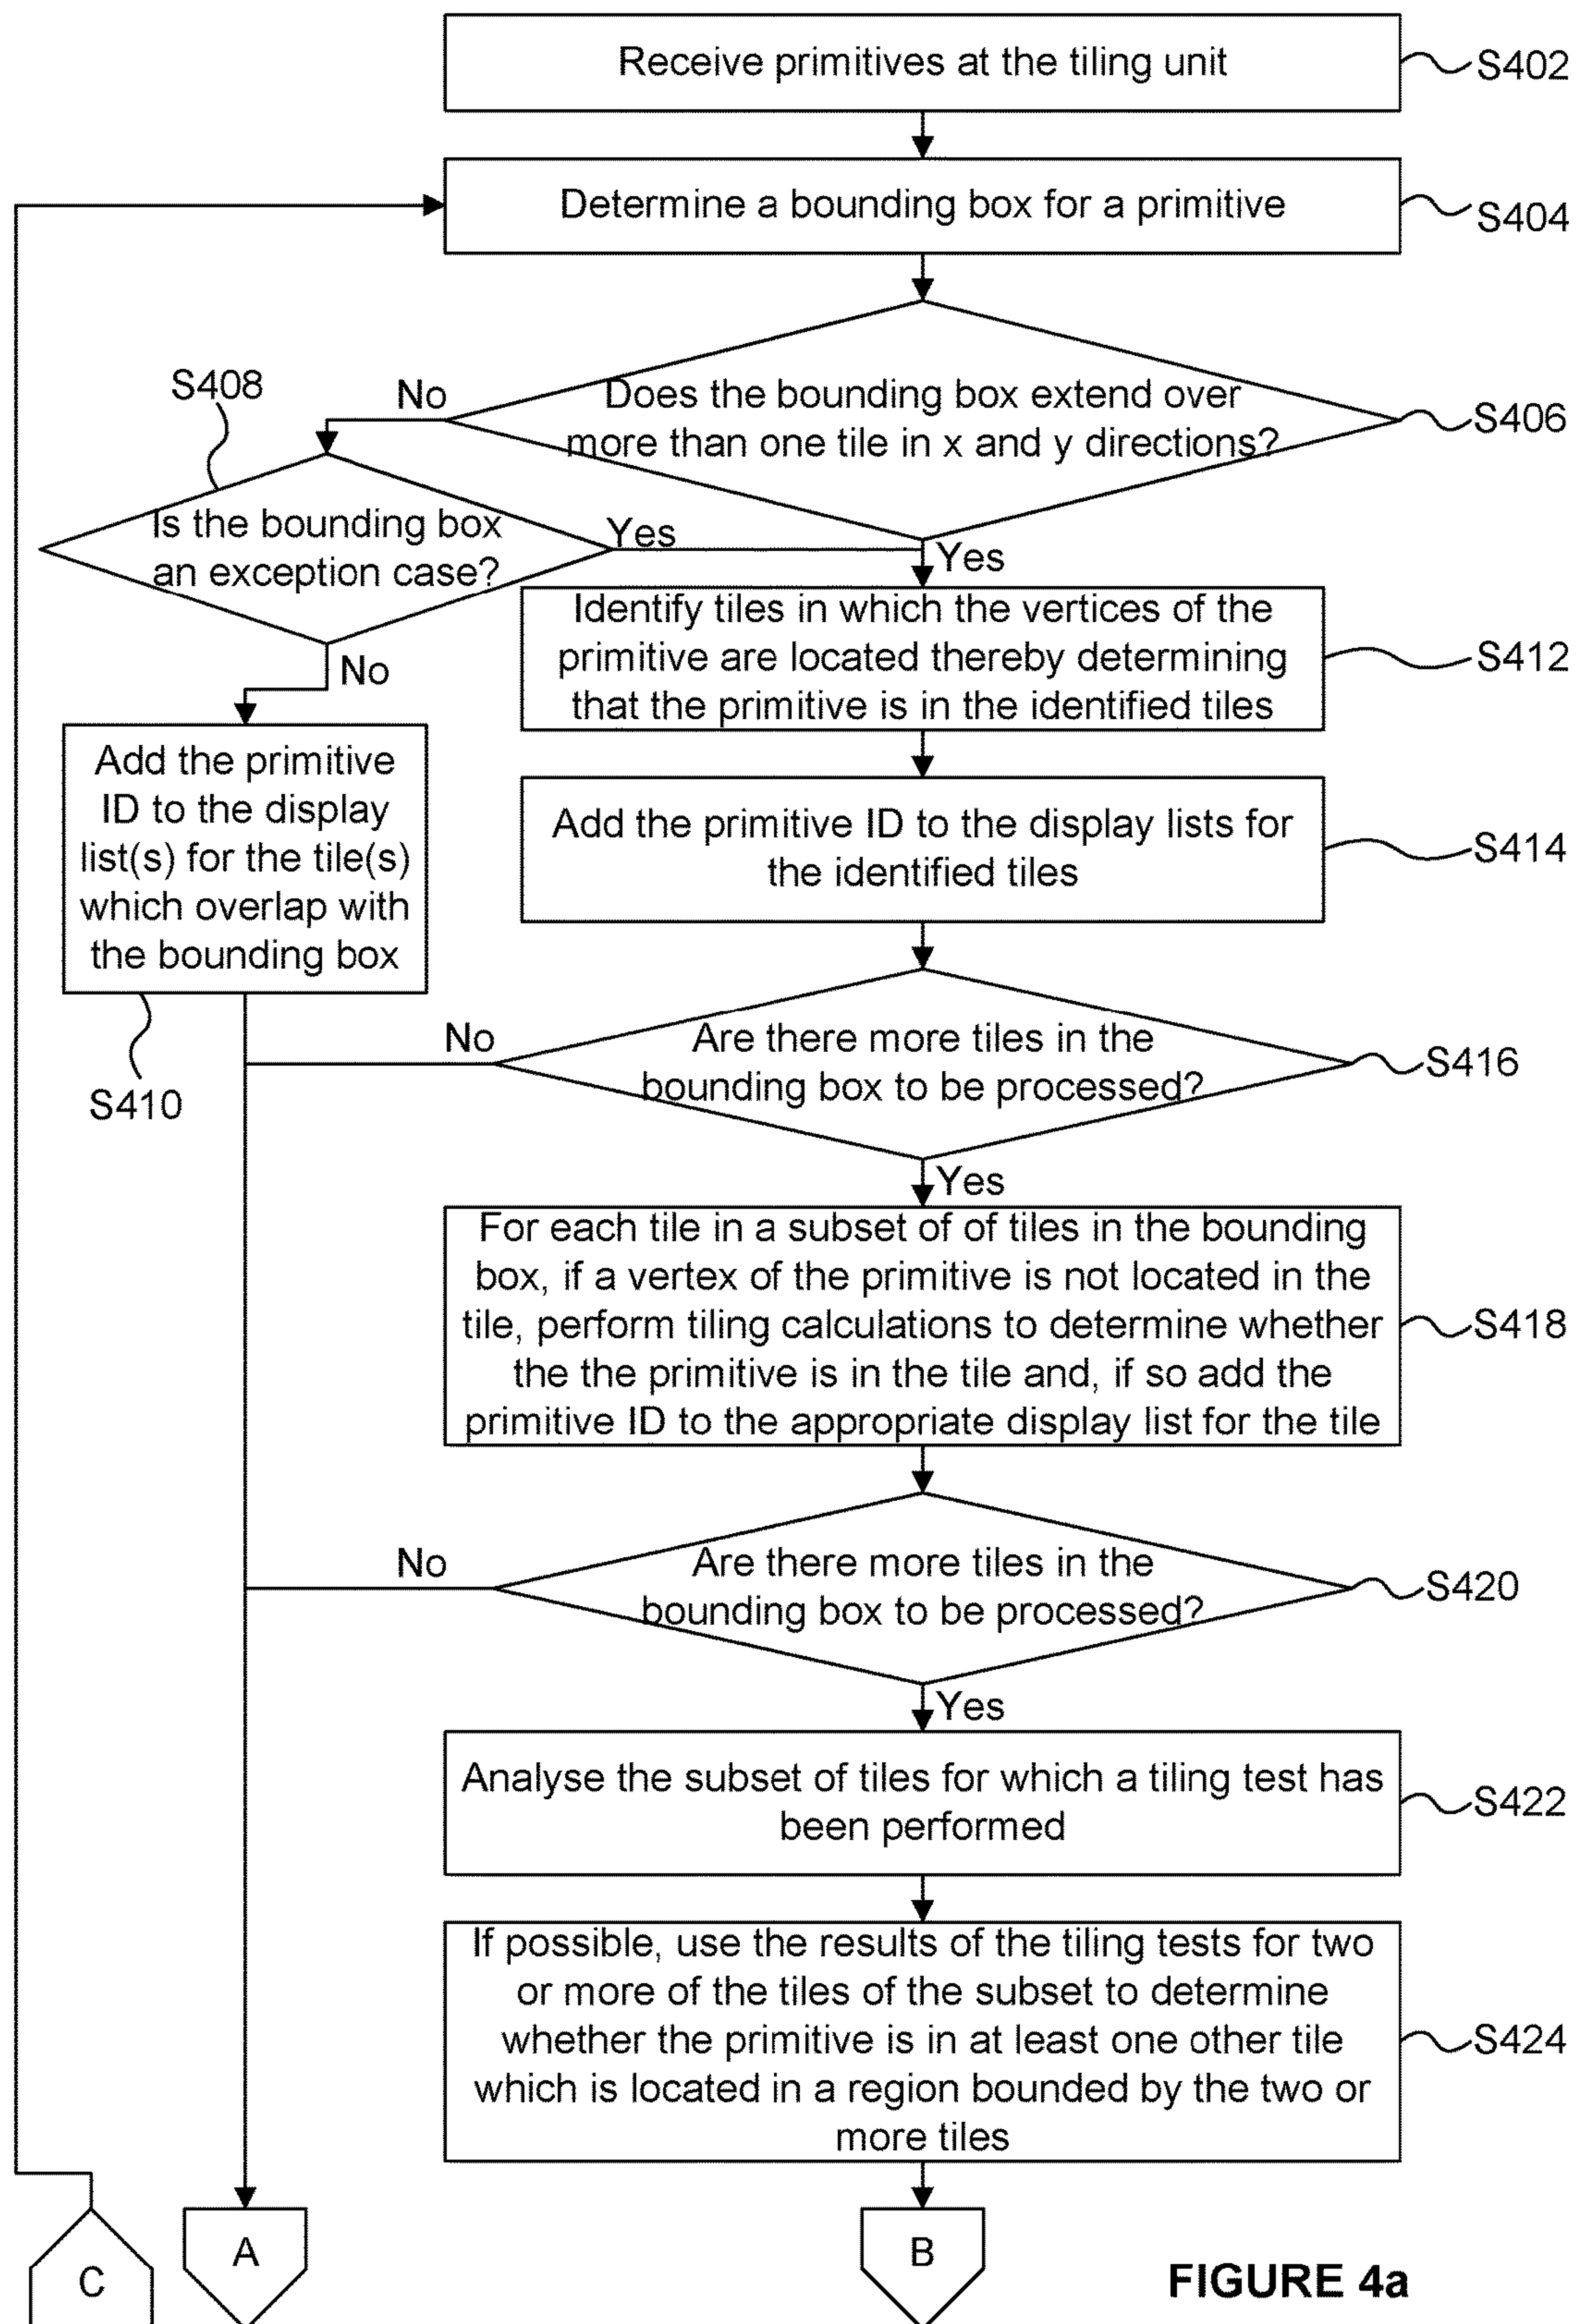 Receive primitives at the tiling unit
S402
Determine a bounding box for a primitive
S404
S408
No
Does the bounding box extend over
more than one tile in x and y directions?
S406
Is the bounding box
an exception case?
Yes
Yes
No
Identify tiles in which the vertices of the
primitive are located thereby determining
that the primitive is in the identified tiles
S412
Add the primitive
ID to the display
list(s) for the tile(s)
which overlap with
the bounding box
S410
Add the primitive ID to the display lists for
the identified tiles
S414
No
Are there more tiles in the
bounding box to be processed?
S416
Yes
For each tile in a subset of of tiles in the bounding
box, if a vertex of the primitive is not located in the
tile, perform tiling calculations to determine whether
the the primitive is in the tile and, if so add the
primitive ID to the appropriate display list for the tile
S418
No
Are there more tiles in the
bounding box to be processed?
S420
Yes
Analyse the subset of tiles for which a tiling test has
been performed
S422
If possible, use the results of the tiling tests for two
or more of the tiles of the subset to determine
whether the primitive is in at least one other tile
which is located in a region bounded by the two or
more tiles
S424
C
A
B
FIGURE 4a